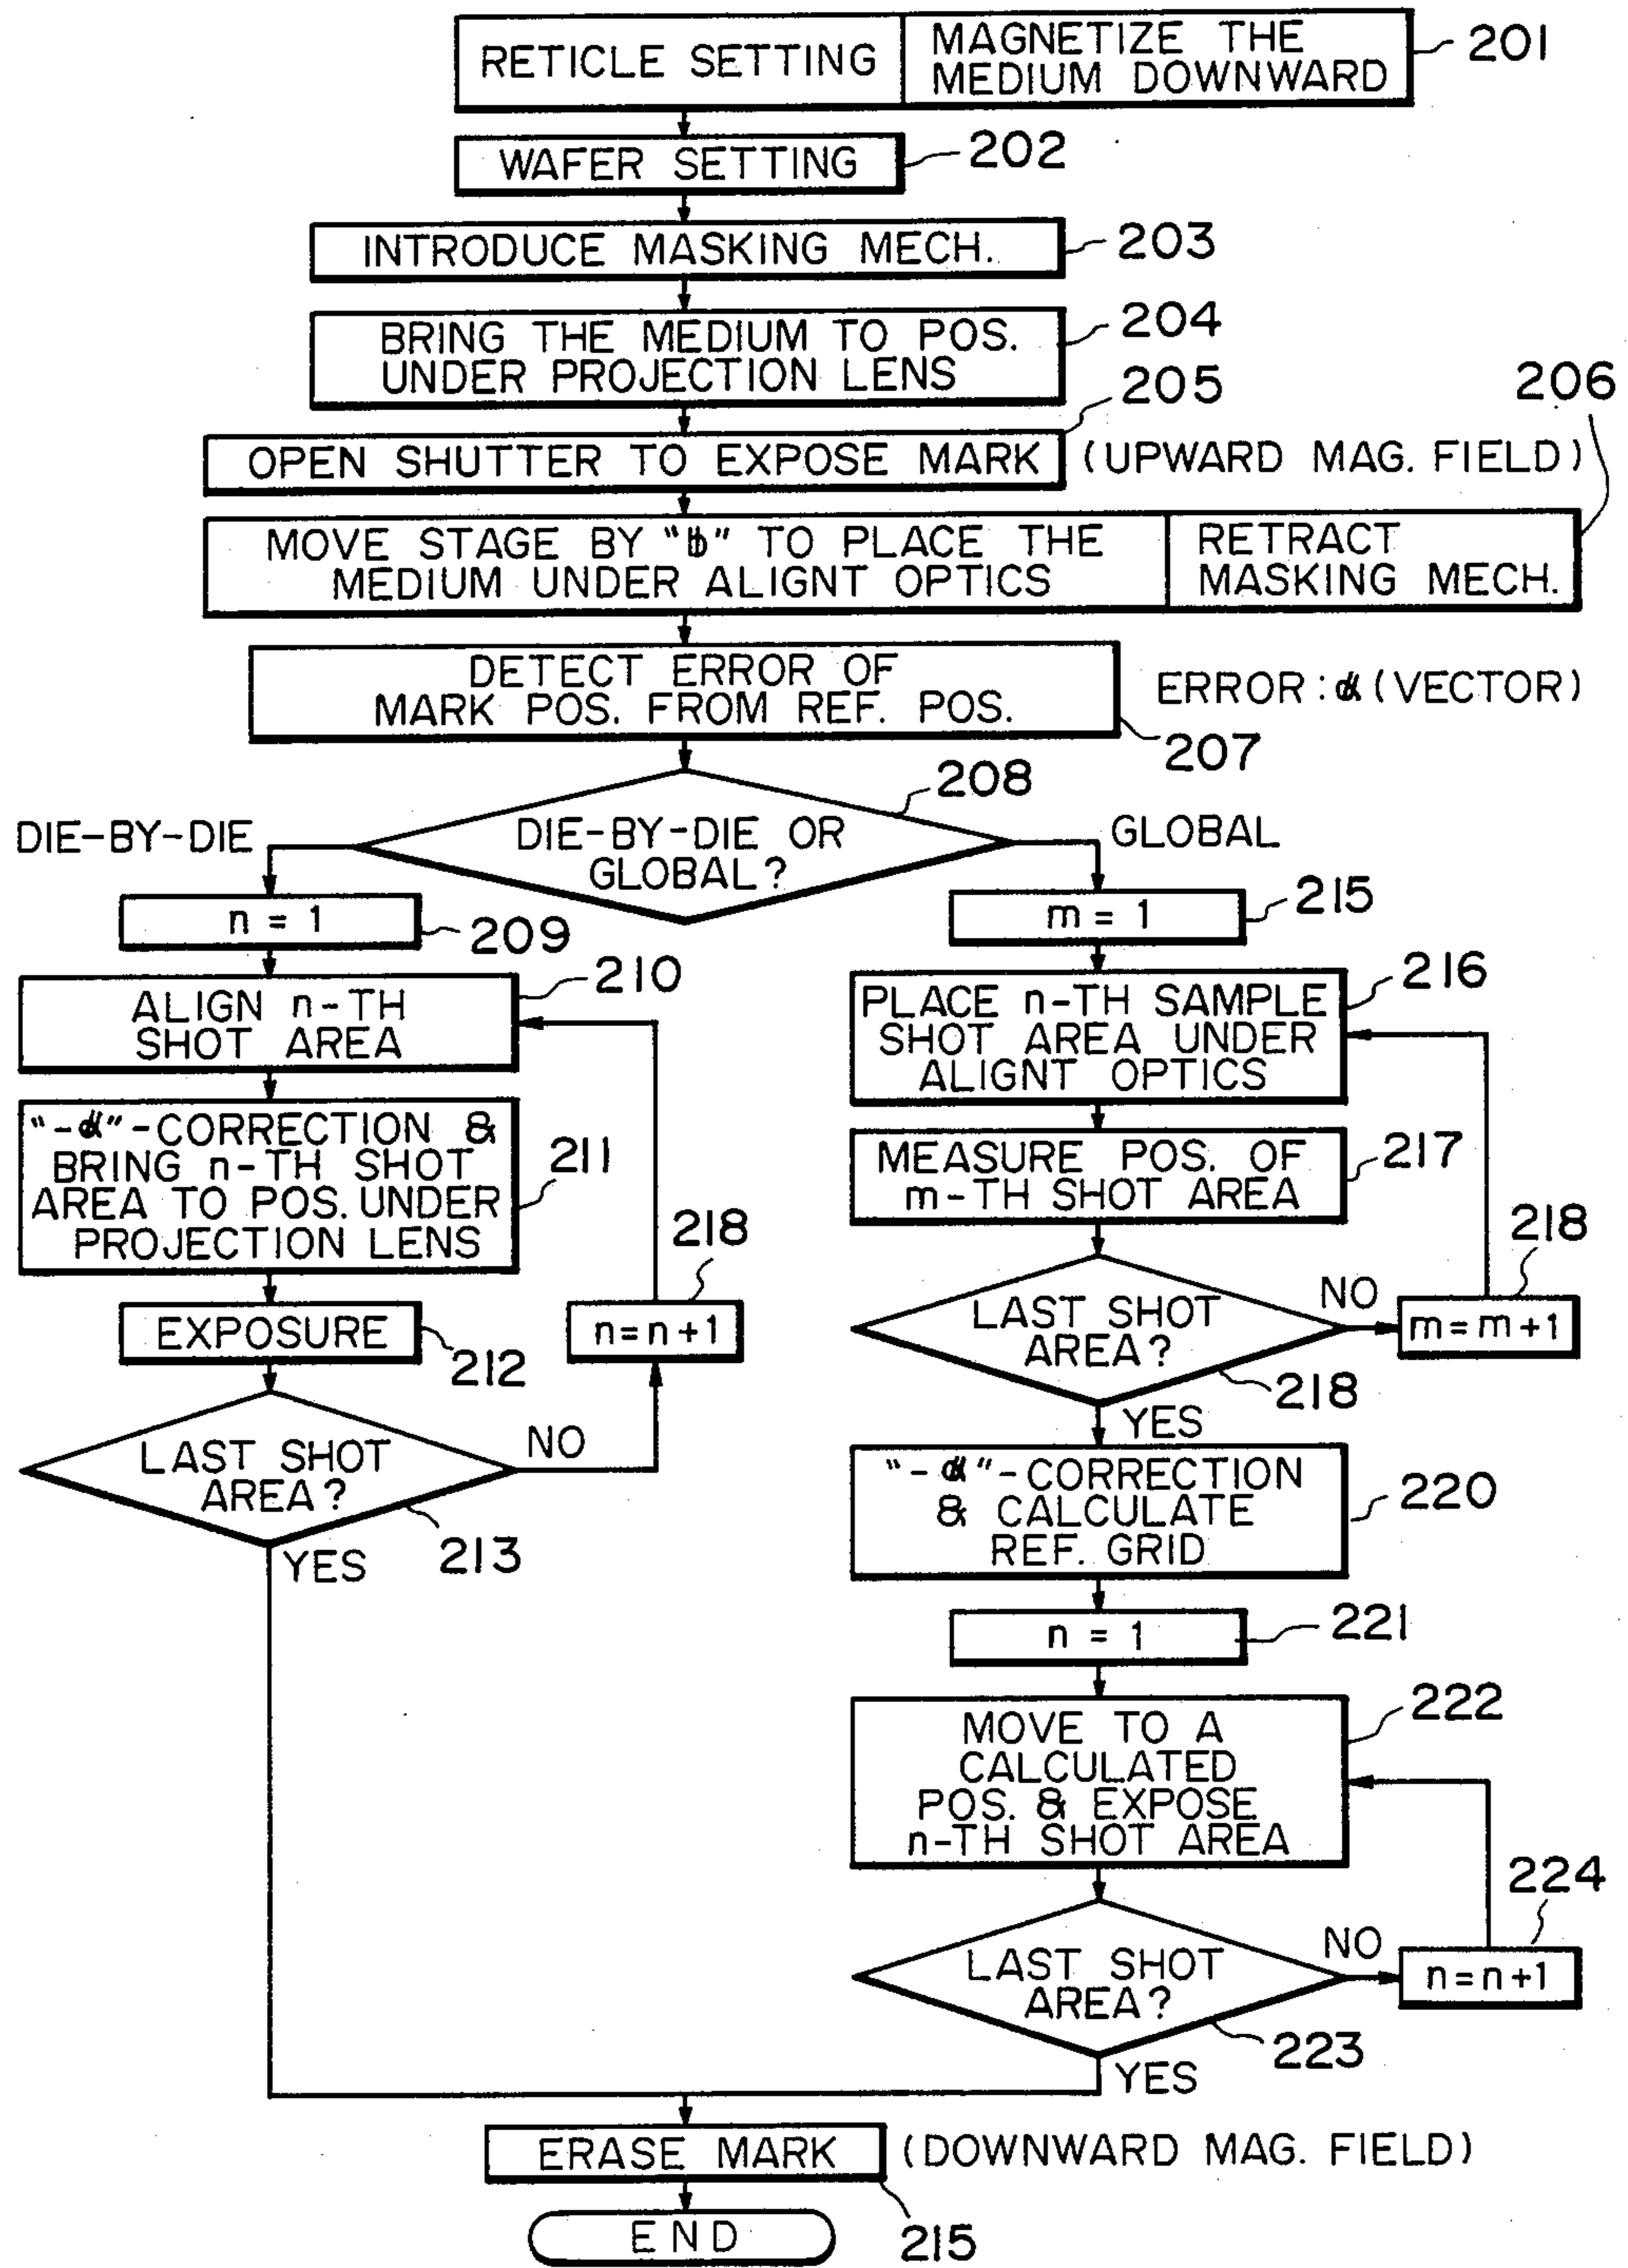 RETICLE SETTING
MAGNETIZE THE
MEDIUM DOWNWARD
201
WAFER SETTING
202
INTRODUCE MASKING MECH.
203
BRING THE MEDIUM TO POS.
UNDER PROJECTION LENS
204
205
206
OPEN SHUTTER TO EXPOSE MARK
(UPWARD MAG. FIELD)
MOVE STAGE BY "b" TO PLACE THE
MEDIUM UNDER ALIGNT OPTICS
RETRACT
MASKING MECH.
DETECT ERROR OF
MARK POS. FROM REF. POS.
ERROR: α (VECTOR)
207
208
DIE-BY-DIE OR
GLOBAL?
DIE-BY-DIE
n = 1
209
ALIGN n-TH
SHOT AREA
210
"-α"-CORRECTION &
BRING n-TH SHOT
AREA TO POS. UNDER
PROJECTION LENS
211
EXPOSURE
212
218
n=n+1
LAST SHOT
AREA?
NO
213
YES
GLOBAL
m = 1
215
PLACE n-TH SAMPLE
SHOT AREA UNDER
ALIGNT OPTICS
216
MEASURE POS. OF
m-TH SHOT AREA
217
LAST SHOT
AREA?
NO
218
m=m+1
218
YES
"-α"-CORRECTION
& CALCULATE
REF. GRID
220
n = 1
221
MOVE TO A
CALCULATED
POS. & EXPOSE
n-TH SHOT AREA
222
LAST SHOT
AREA?
NO
224
n=n+1
223
YES
ERASE MARK
(DOWNWARD MAG. FIELD)
215
END